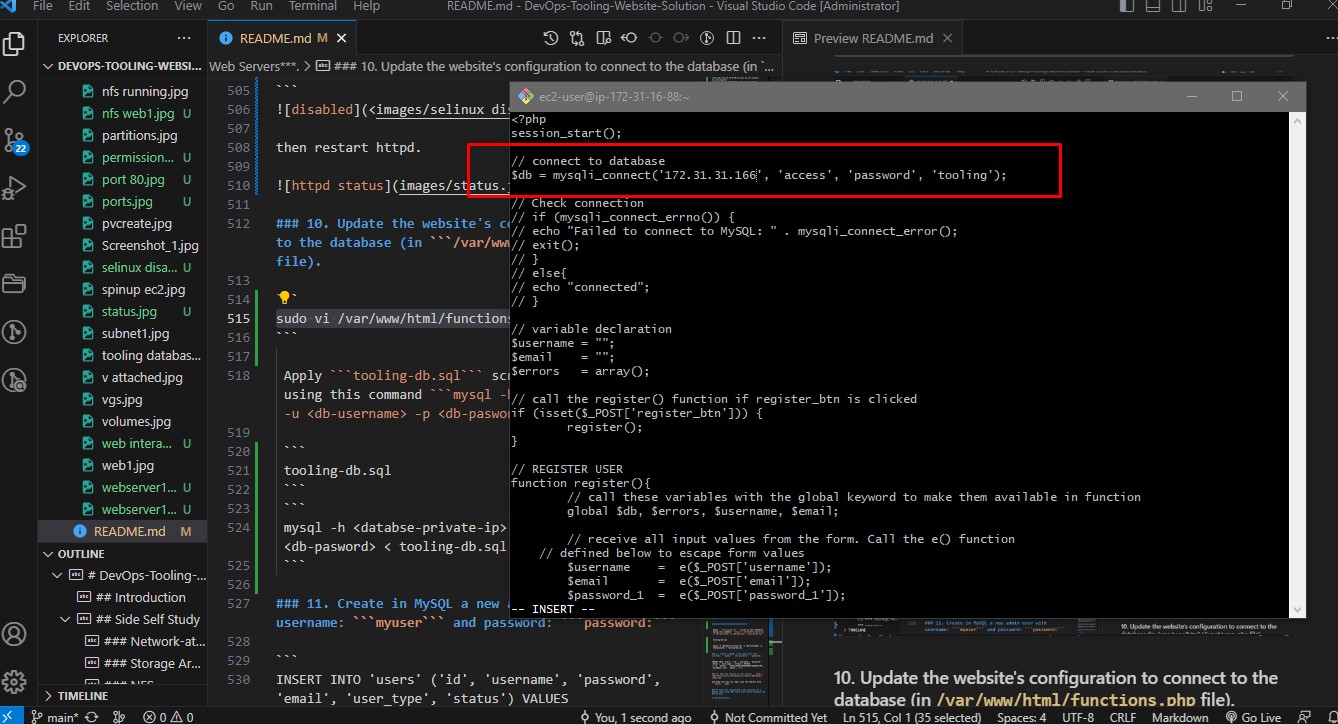 File Edit Selection View Go Run Terminal Help
README.md - DevOps-Tooling-Website-Solution - Visual Studio Code [Administrator]
EXPLORER
README.md M
Preview README.md
DEVOPS-TOOLING-WEBSI...
Web Servers***. > ### 10. Update the website's configuration to connect to the database (in `...
nfs running.jpg
nfs web1.jpg U
partitions.jpg
permission... U
port 80.jpg U
ports.jpg U
pvcreate.jpg
Screenshot_1.jpg
selinux disa... U
spinup ec2.jpg
status.jpg U
subnet1.jpg
tooling databas...
v attached.jpg
vgs.jpg
volumes.jpg
web intera... U
web1.jpg
webserver1... U
webserver1... U
README.md M
OUTLINE
# DevOps-Tooling-...
## Introduction
## Side Self Study
### Network-at...
### Storage Ar...
### NFS
TIMELINE
22
505 ```
506 ![disabled](<images/selinux dis
507
508 then restart httpd.
509
510 ![httpd status](images/status.j
511
512 ### 10. Update the website's co
to the database (in ```/var/www
file).
513
514 ```
515 sudo vi /var/www/html/functions
516 ```
517
518 Apply ```tooling-db.sql``` scr
using this command ```mysql -h
-u <db-username> -p <db-paswor
519
520 ```
521 tooling-db.sql
522 ```
523 ```
524 mysql -h <databse-private-ip>
<db-pasword> < tooling-db.sql
525 ```
526
527 ### 11. Create in MySQL a new a
username: ```myuser``` and password: ```password:
528
529 ```
530 INSERT INTO 'users' ('id', 'username', 'password',
'email', 'user_type', 'status') VALUES
ec2-user@ip-172-31-16-88:~
<?php
session_start();
// connect to database
$db = mysqli_connect('172.31.31.166', 'access', 'password', 'tooling');
// Check connection
// if (mysqli_connect_errno()) {
// echo "Failed to connect to MySQL: " . mysqli_connect_error();
// exit();
// }
// else{
// echo "connected";
// }
// variable declaration
$username = "";
$email    = "";
$errors   = array();
// call the register() function if register_btn is clicked
if (isset($_POST['register_btn'])) {
register();
}
// REGISTER USER
function register(){
// call these variables with the global keyword to make them available in function
global $db, $errors, $username, $email;
// receive all input values from the form. Call the e() function
// defined below to escape form values
$username    =  e($_POST['username']);
$email       =  e($_POST['email']);
$password_1  =  e($_POST['password_1']);
-- INSERT --
10. Update the website's configuration to connect to the
database (in /var/www/html/functions.php file).
main* 0 0 You, 1 second ago Not Committed Yet Ln 515, Col 1 (35 selected) Spaces: 4 UTF-8 CRLF Markdown Go Live